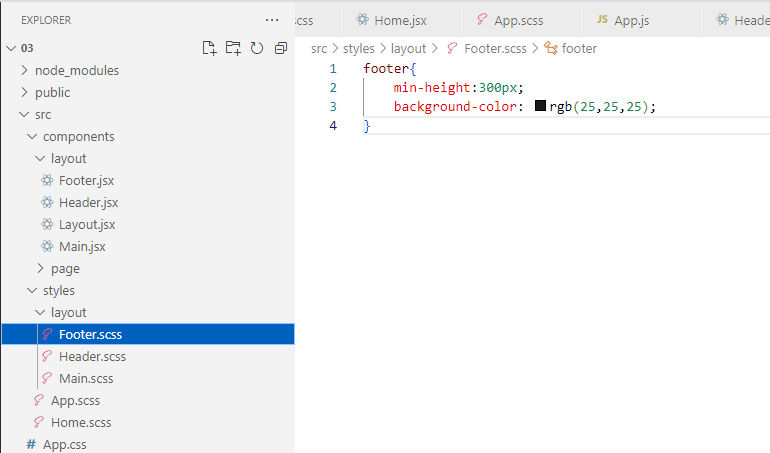 EXPLORER
03
node_modules
public
src
components
layout
Footer.jsx
Header.jsx
Layout.jsx
Main.jsx
page
styles
layout
Footer.scss
Header.scss
Main.scss
App.scss
Home.scss
# App.css
css Home.jsx App.scss JS App.js Heade
src > styles > layout > Footer.scss > footer
1 footer{
2 min-height:300px;
3 background-color: rgb(25,25,25);
4 }